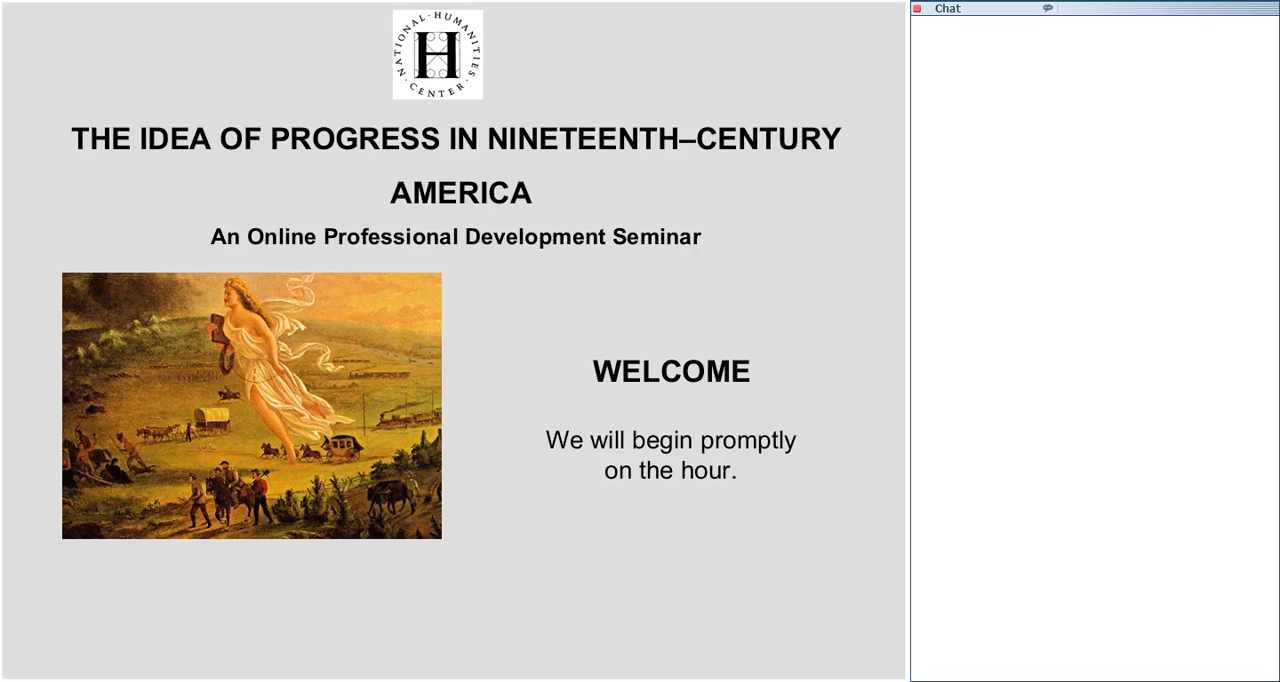 NATIONAL · HUMANITIES · CENTER ·
H
THE IDEA OF PROGRESS IN NINETEENTH–CENTURY
AMERICA
An Online Professional Development Seminar
WELCOME
We will begin promptly
on the hour.
Chat